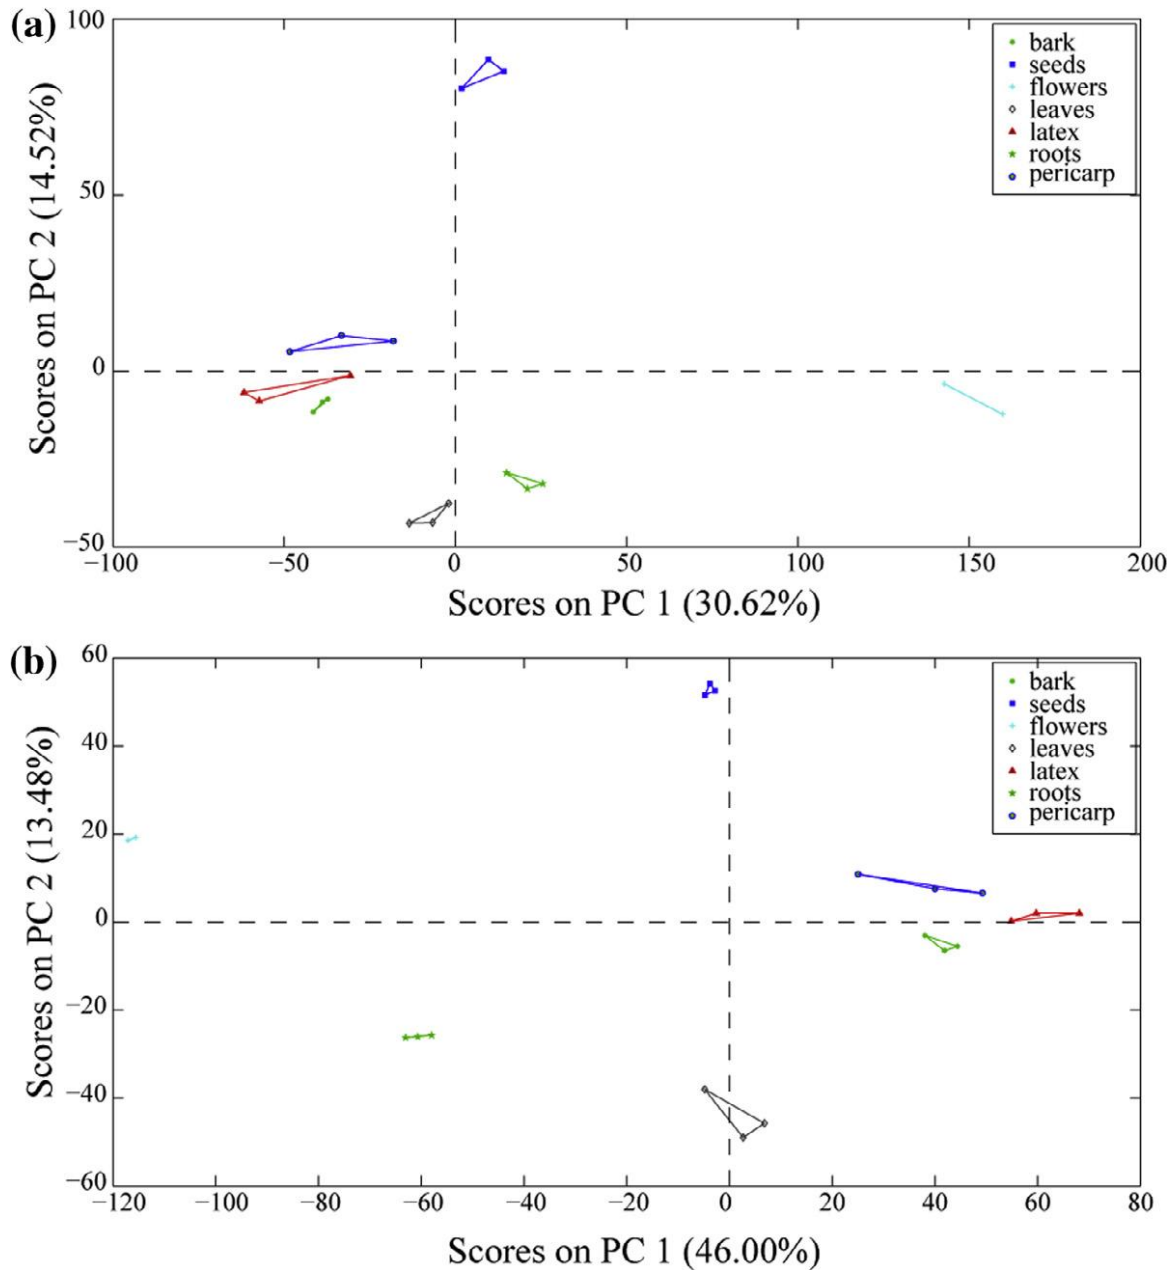 (a)
100
50
0
−50
Scores on PC 2 (14.52%)
bark
seeds
flowers
leaves
latex
roots
pericarp
−100 −50 0 50 100 150 200
Scores on PC 1 (30.62%)
(b)
60
40
20
0
−20
−40
−60
Scores on PC 2 (13.48%)
bark
seeds
flowers
leaves
latex
roots
pericarp
−120 −100 −80 −60 −40 −20 0 20 40 60 80
Scores on PC 1 (46.00%)